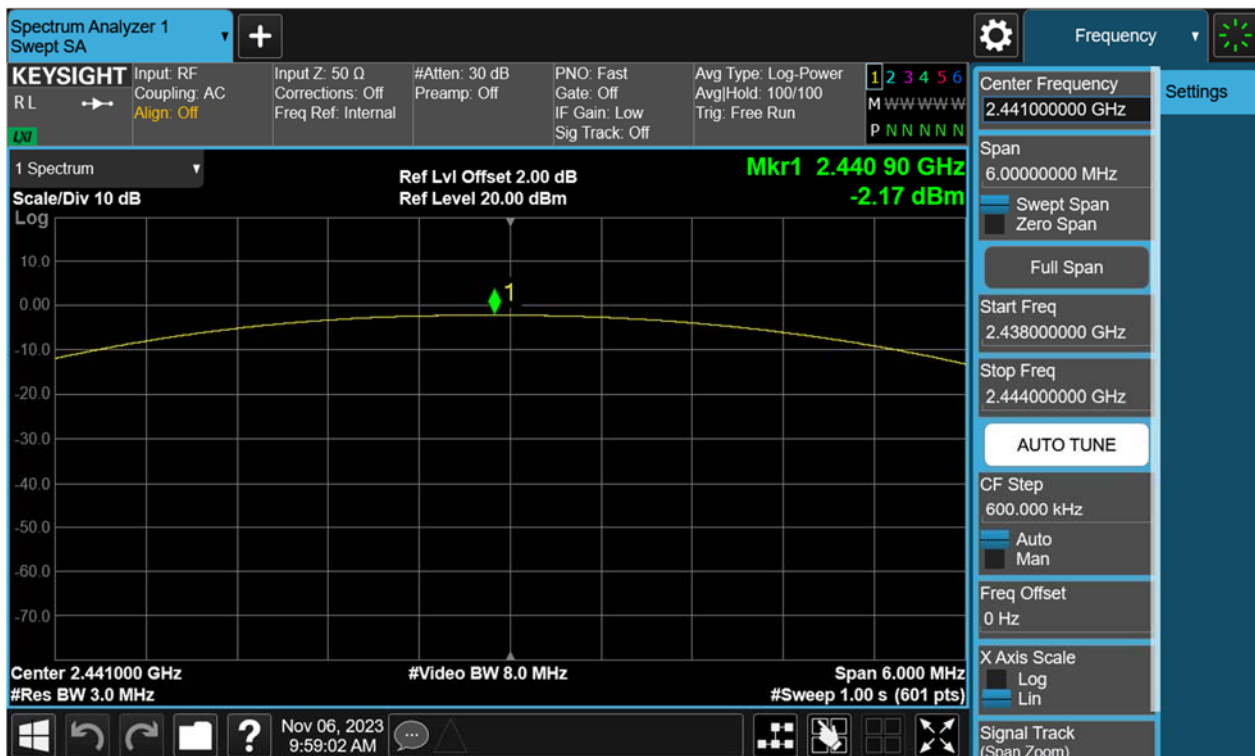 Spectrum Analyzer 1
Swept SA
+
Frequency
KEYSIGHT
R L
LXI
Input: RF
Coupling: AC
Align: Off
Input Z: 50 Ω
Corrections: Off
Freq Ref: Internal
#Atten: 30 dB
Preamp: Off
PNO: Fast
Gate: Off
IF Gain: Low
Sig Track: Off
Avg Type: Log-Power
Avg|Hold: 100/100
Trig: Free Run
1 2 3 4 5 6
M W W W W W
P N N N N N
1 Spectrum
Scale/Div 10 dB
Ref Lvl Offset 2.00 dB
Ref Level 20.00 dBm
Mkr1 2.440 90 GHz
-2.17 dBm
Log
10.0
0.00
-10.0
-20.0
-30.0
-40.0
-50.0
-60.0
-70.0
1
Center 2.441000 GHz
#Res BW 3.0 MHz
#Video BW 8.0 MHz
Span 6.000 MHz
#Sweep 1.00 s (601 pts)
Center Frequency
2.441000000 GHz
Settings
Span
6.00000000 MHz
Swept Span
Zero Span
Full Span
Start Freq
2.438000000 GHz
Stop Freq
2.444000000 GHz
AUTO TUNE
CF Step
600.000 kHz
Auto
Man
Freq Offset
0 Hz
X Axis Scale
Log
Lin
Signal Track
(Span Zoom)
?
Nov 06, 2023
9:59:02 AM